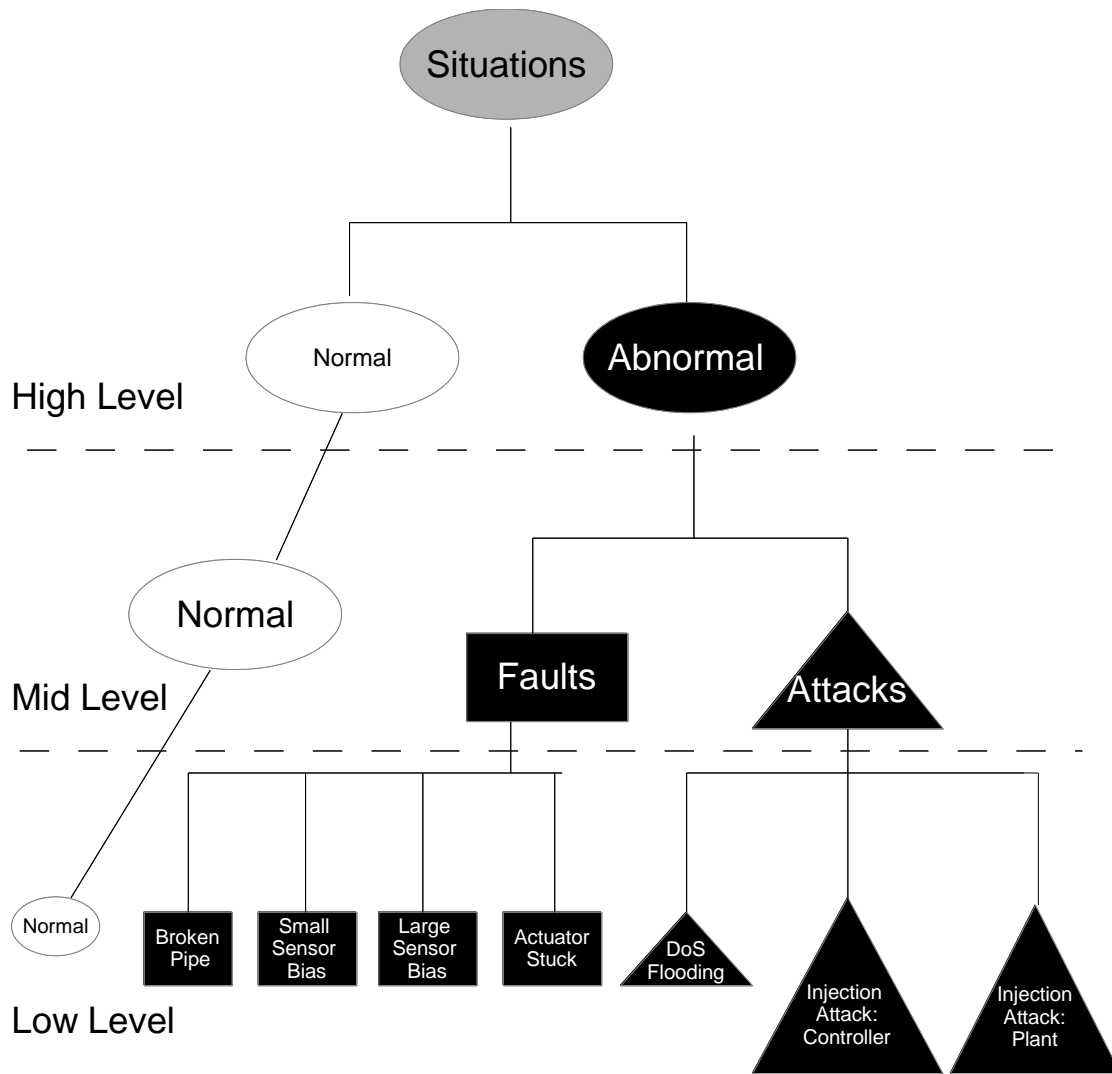 Situations
Normal
Abnormal
High Level
Normal
Faults
Attacks
Mid Level
Normal
Broken
Pipe
Small
Sensor
Bias
Large
Sensor
Bias
Actuator
Stuck
DoS
Flooding
Injection
Attack:
Controller
Injection
Attack:
Plant
Low Level